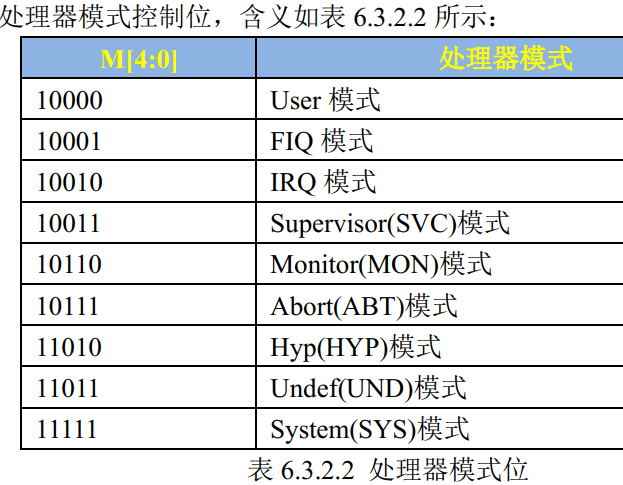 处理器模式控制位，含义如表 6.3.2.2 所示：
M[4:0] 处理器模式
10000 User 模式
10001 FIQ 模式
10010 IRQ 模式
10011 Supervisor(SVC)模式
10110 Monitor(MON)模式
10111 Abort(ABT)模式
11010 Hyp(HYP)模式
11011 Undef(UND)模式
11111 System(SYS)模式
表 6.3.2.2 处理器模式位